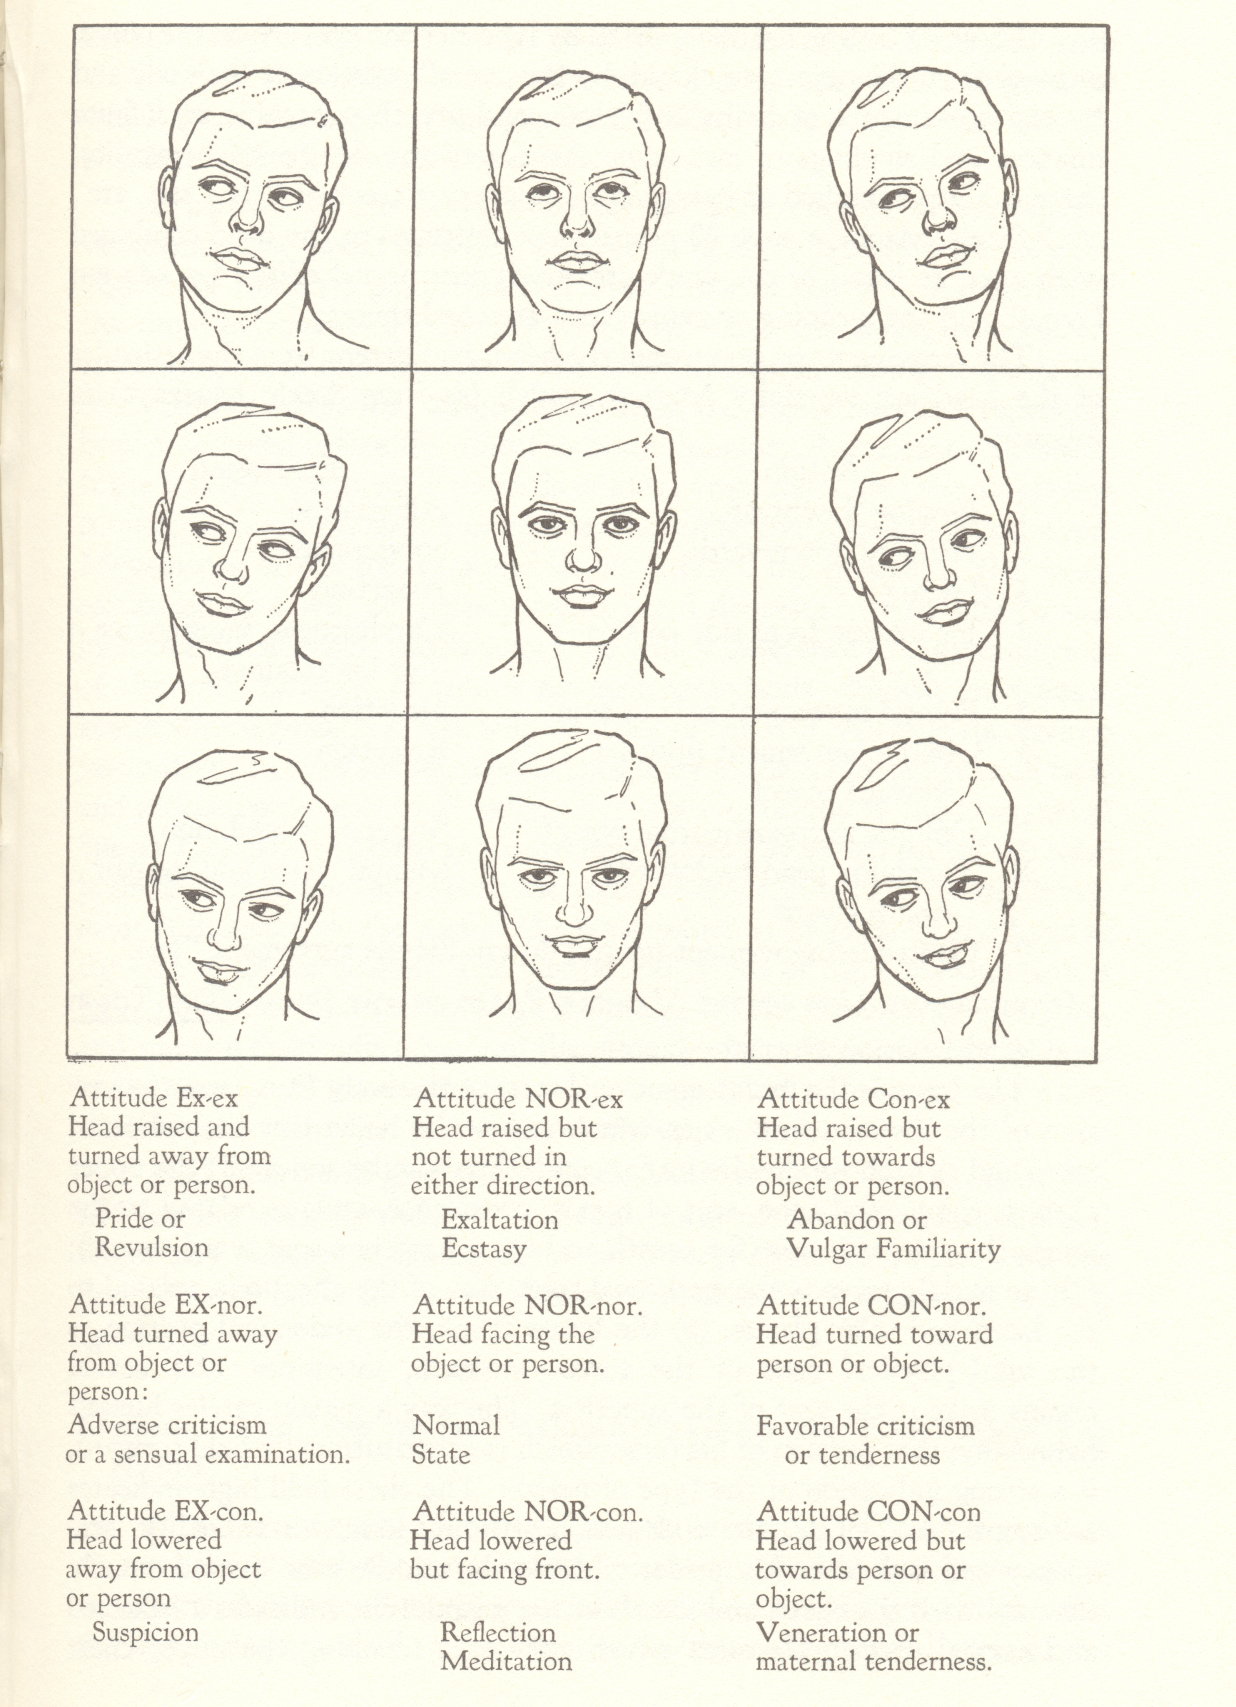 Attitude Ex-ex
Head raised and
turned away from
object or person.
Pride or
Revulsion
Attitude NOR-ex
Head raised but
not turned in
either direction.
Exaltation
Ecstasy
Attitude Con-ex
Head raised but
turned towards
object or person.
Abandon or
Vulgar Familiarity
Attitude EX-nor.
Head turned away
from object or
person:
Adverse criticism
or a sensual examination.
Attitude NOR-nor.
Head facing the
object or person.
Normal
State
Attitude CON-nor.
Head turned toward
person or object.
Favorable criticism
or tenderness
Attitude EX-con.
Head lowered
away from object
or person
Suspicion
Attitude NOR-con.
Head lowered
but facing front.
Reflection
Meditation
Attitude CON-con
Head lowered but
towards person or
object.
Veneration or
maternal tenderness.